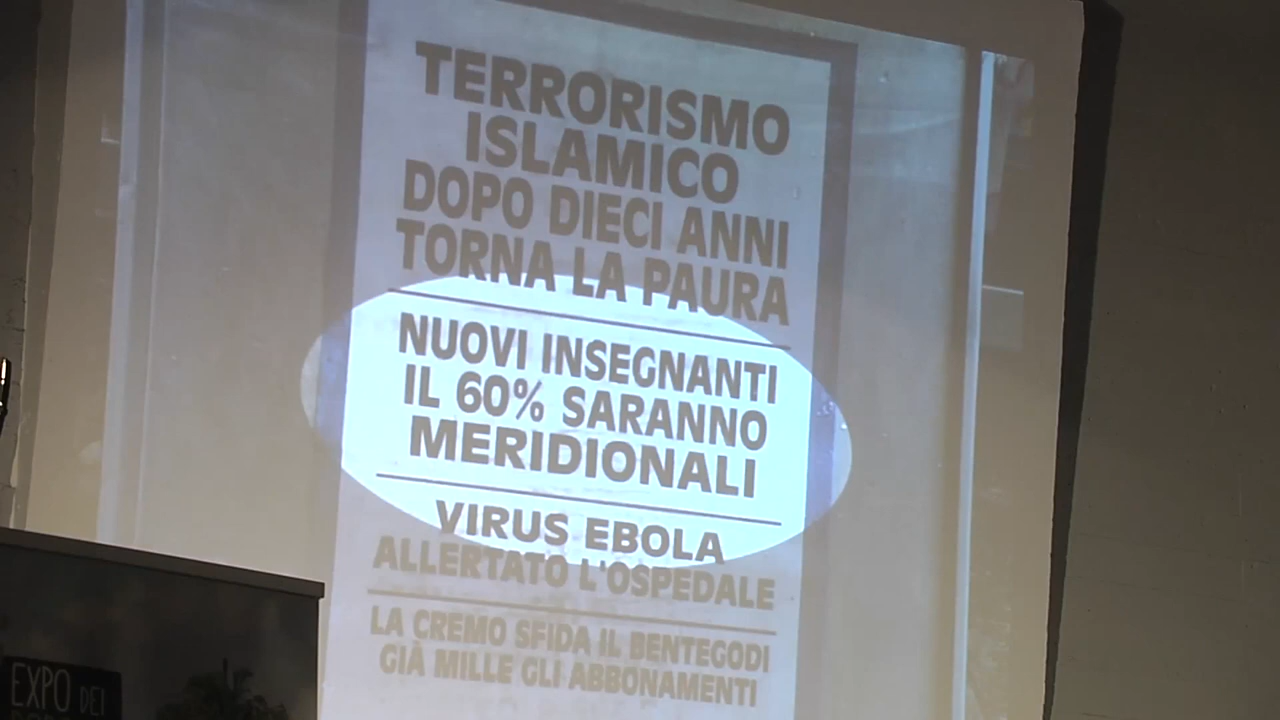 TERRORISMO
ISLAMICO
DOPO DIECI ANNI
TORNA LA PAURA
NUOVI INSEGNANTI
IL 60% SARANNO
MERIDIONALI
VIRUS EBOLA
ALLERTATO L'OSPEDALE
LA CREMO SFIDA IL BENTEGODI
GIÀ MILLE GLI ABBONAMENTI
EXPO DEI